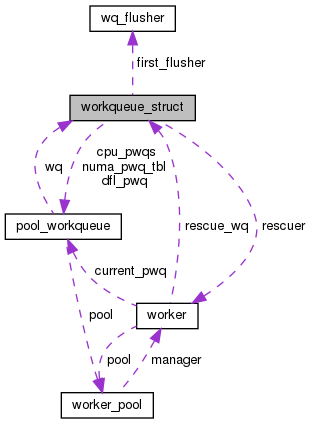 wq_flusher
first_flusher
workqueue_struct
cpu_pwqs
numa_pwq_tbl
dfl_pwq
wq
rescue_wq
rescuer
pool_workqueue
current_pwq
pool
worker
pool
manager
worker_pool